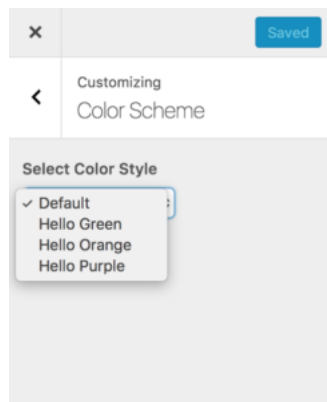 Saved
Customizing
Color Scheme
Select Color Style
✓ Default
Hello Green
Hello Orange
Hello Purple